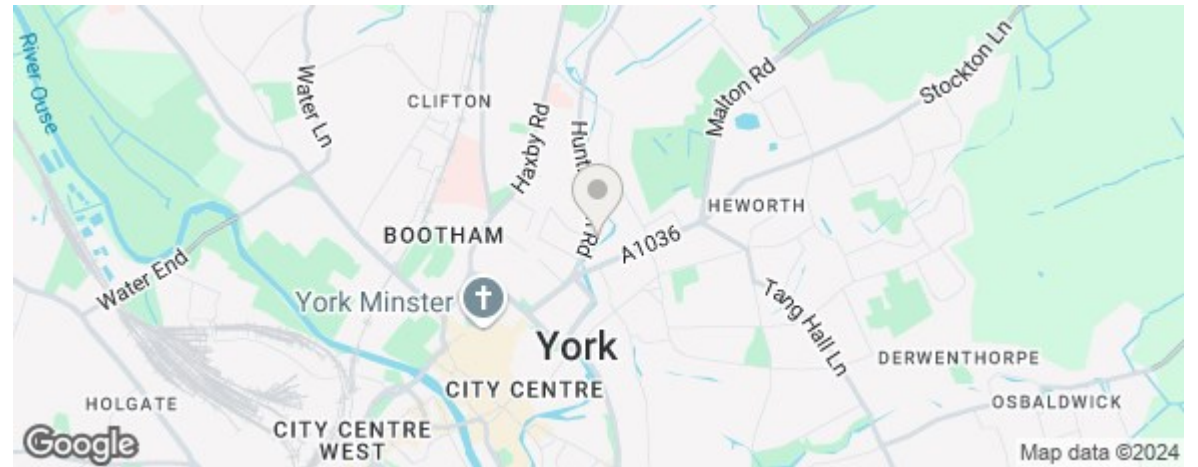 River Ouse
Water Ln
CLIFTON
Haxby Rd
Rd
Malton Rd
Stockton Ln
HEWORTH
BOOTHAM
A1036
Water End
York Minster
York
Tang Hall Ln
CITY CENTRE
DERWENTHORPE
OSBALDWICK
HOLGATE
CITY CENTRE
WEST
Google
Map data ©2024